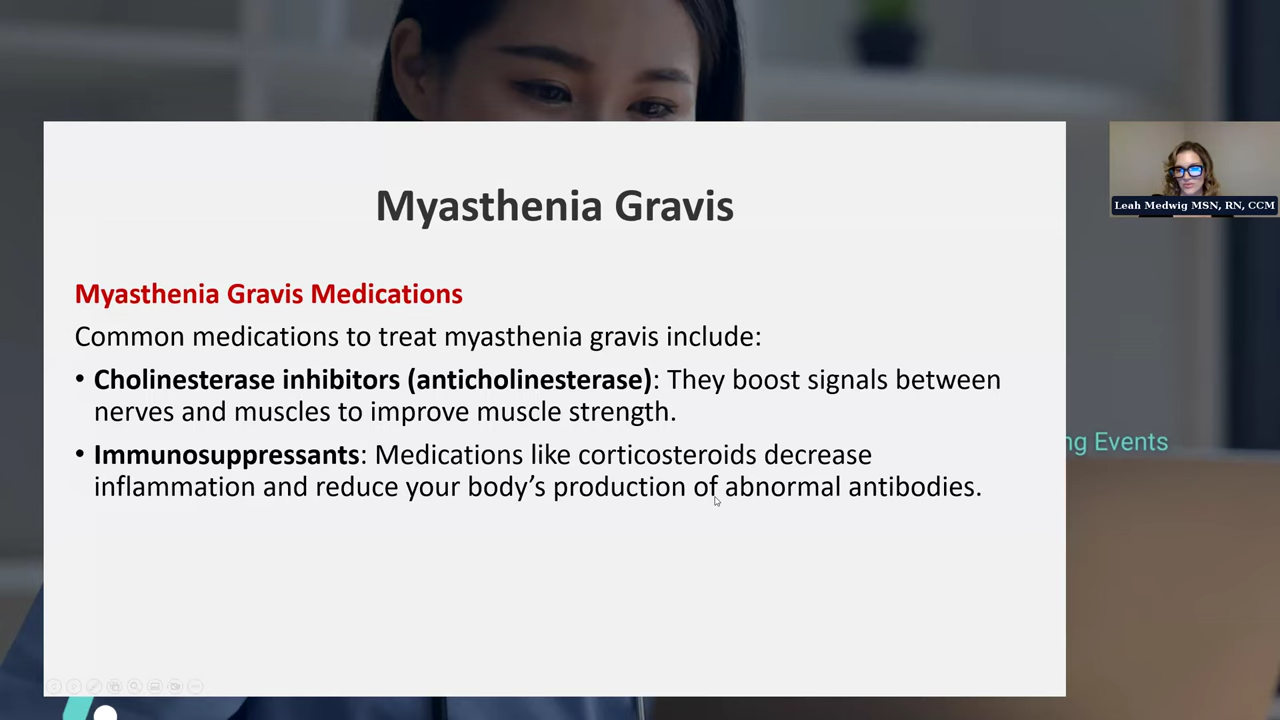 Myasthenia Gravis
Leah Medwig MSN, RN, CCM
Myasthenia Gravis Medications
Common medications to treat myasthenia gravis include:
• Cholinesterase inhibitors (anticholinesterase): They boost signals between
nerves and muscles to improve muscle strength.
• Immunosuppressants: Medications like corticosteroids decrease
inflammation and reduce your body’s production of abnormal antibodies.
ng Events